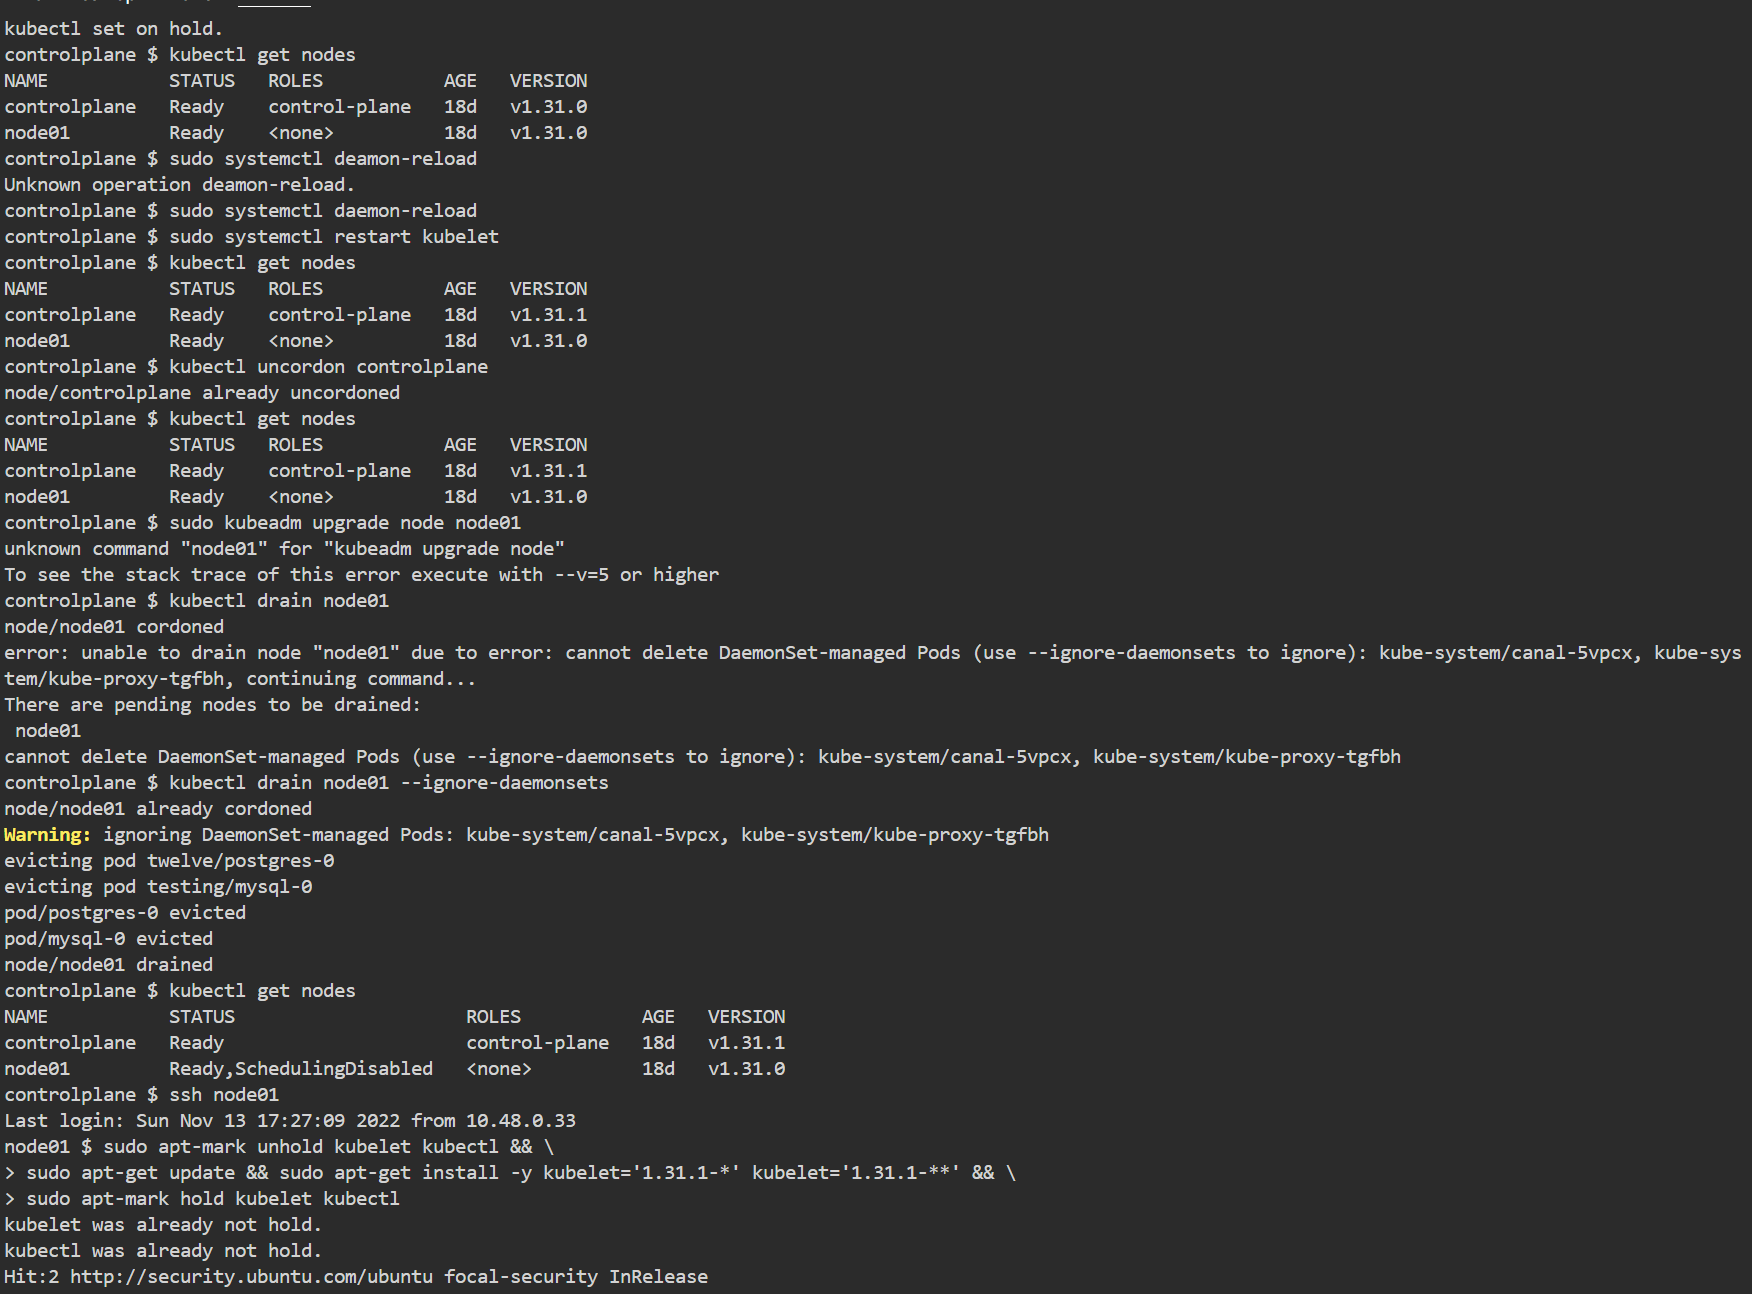 kubectl set on hold.
controlplane $ kubectl get nodes
NAME           STATUS   ROLES           AGE   VERSION
controlplane   Ready    control-plane   18d   v1.31.0
node01         Ready    <none>          18d   v1.31.0
controlplane $ sudo systemctl deamon-reload
Unknown operation deamon-reload.
controlplane $ sudo systemctl daemon-reload
controlplane $ sudo systemctl restart kubelet
controlplane $ kubectl get nodes
NAME           STATUS   ROLES           AGE   VERSION
controlplane   Ready    control-plane   18d   v1.31.1
node01         Ready    <none>          18d   v1.31.0
controlplane $ kubectl uncordon controlplane
node/controlplane already uncordoned
controlplane $ kubectl get nodes
NAME           STATUS   ROLES           AGE   VERSION
controlplane   Ready    control-plane   18d   v1.31.1
node01         Ready    <none>          18d   v1.31.0
controlplane $ sudo kubeadm upgrade node node01
unknown command "node01" for "kubeadm upgrade node"
To see the stack trace of this error execute with --v=5 or higher
controlplane $ kubectl drain node01
node/node01 cordoned
error: unable to drain node "node01" due to error: cannot delete DaemonSet-managed Pods (use --ignore-daemonsets to ignore): kube-system/canal-5vpcx, kube-sys
tem/kube-proxy-tgfbh, continuing command...
There are pending nodes to be drained:
 node01
cannot delete DaemonSet-managed Pods (use --ignore-daemonsets to ignore): kube-system/canal-5vpcx, kube-system/kube-proxy-tgfbh
controlplane $ kubectl drain node01 --ignore-daemonsets
node/node01 already cordoned
Warning: ignoring DaemonSet-managed Pods: kube-system/canal-5vpcx, kube-system/kube-proxy-tgfbh
evicting pod twelve/postgres-0
evicting pod testing/mysql-0
pod/postgres-0 evicted
pod/mysql-0 evicted
node/node01 drained
controlplane $ kubectl get nodes
NAME           STATUS                     ROLES           AGE   VERSION
controlplane   Ready                      control-plane   18d   v1.31.1
node01         Ready,SchedulingDisabled   <none>          18d   v1.31.0
controlplane $ ssh node01
Last login: Sun Nov 13 17:27:09 2022 from 10.48.0.33
node01 $ sudo apt-mark unhold kubelet kubectl && \
> sudo apt-get update && sudo apt-get install -y kubelet='1.31.1-*' kubelet='1.31.1-**' && \
> sudo apt-mark hold kubelet kubectl
kubelet was already not hold.
kubectl was already not hold.
Hit:2 http://security.ubuntu.com/ubuntu focal-security InRelease